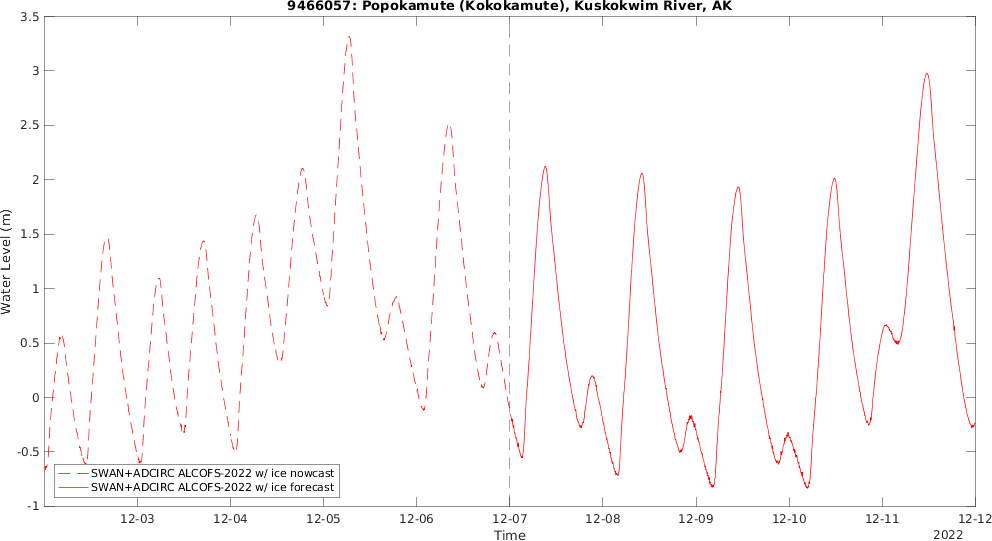 9466057: Popokamute (Kokokamute), Kuskokwim River, AK
3.5
3
2.5
2
1.5
1
0.5
0
-0.5
-1
Water Level (m)
SWAN+ADCIRC ALCOFS-2022 w/ ice nowcast
SWAN+ADCIRC ALCOFS-2022 w/ ice forecast
12-03 12-04 12-05 12-06 12-07 12-08 12-09 12-10 12-11 12-12
Time
2022